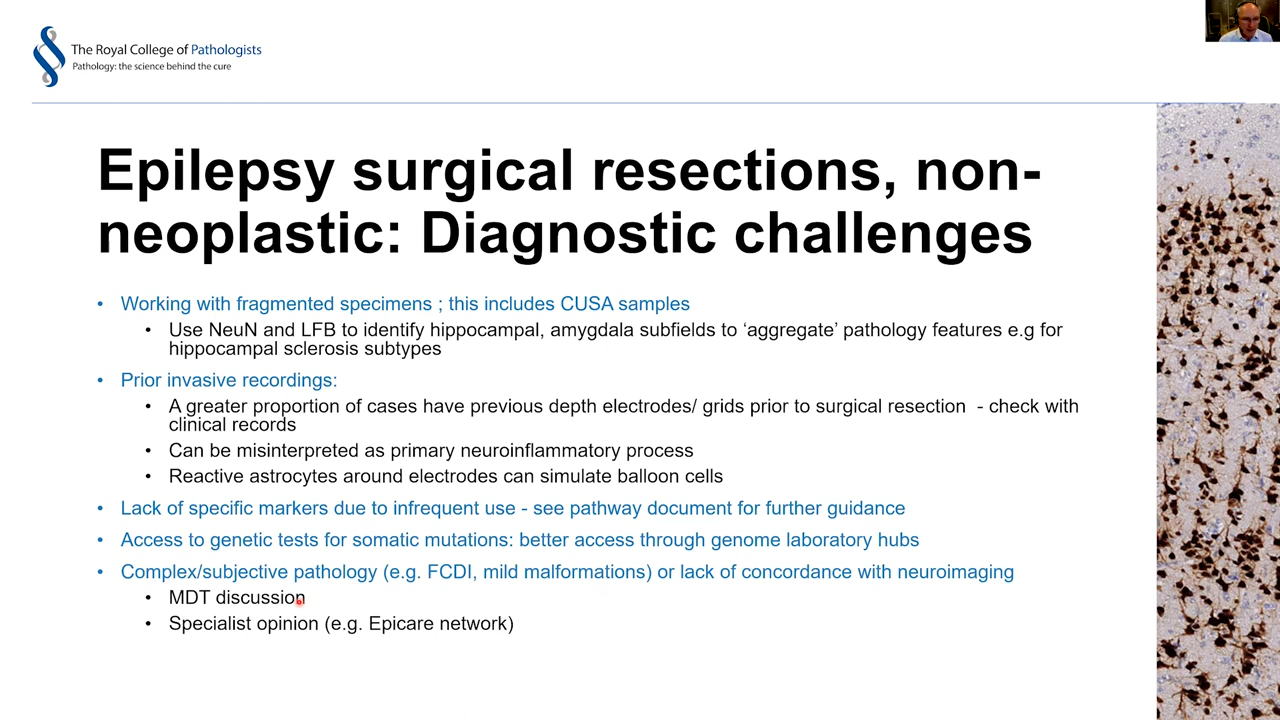 The Royal College of Pathologists
Pathology: the science behind the cure
Epilepsy surgical resections, non-
neoplastic: Diagnostic challenges
• Working with fragmented specimens ; this includes CUSA samples
• Use NeuN and LFB to identify hippocampal, amygdala subfields to ‘aggregate’ pathology features e.g for
hippocampal sclerosis subtypes
• Prior invasive recordings:
• A greater proportion of cases have previous depth electrodes/ grids prior to surgical resection - check with
clinical records
• Can be misinterpreted as primary neuroinflammatory process
• Reactive astrocytes around electrodes can simulate balloon cells
• Lack of specific markers due to infrequent use - see pathway document for further guidance
• Access to genetic tests for somatic mutations: better access through genome laboratory hubs
• Complex/subjective pathology (e.g. FCDI, mild malformations) or lack of concordance with neuroimaging
• MDT discussion
• Specialist opinion (e.g. Epicare network)